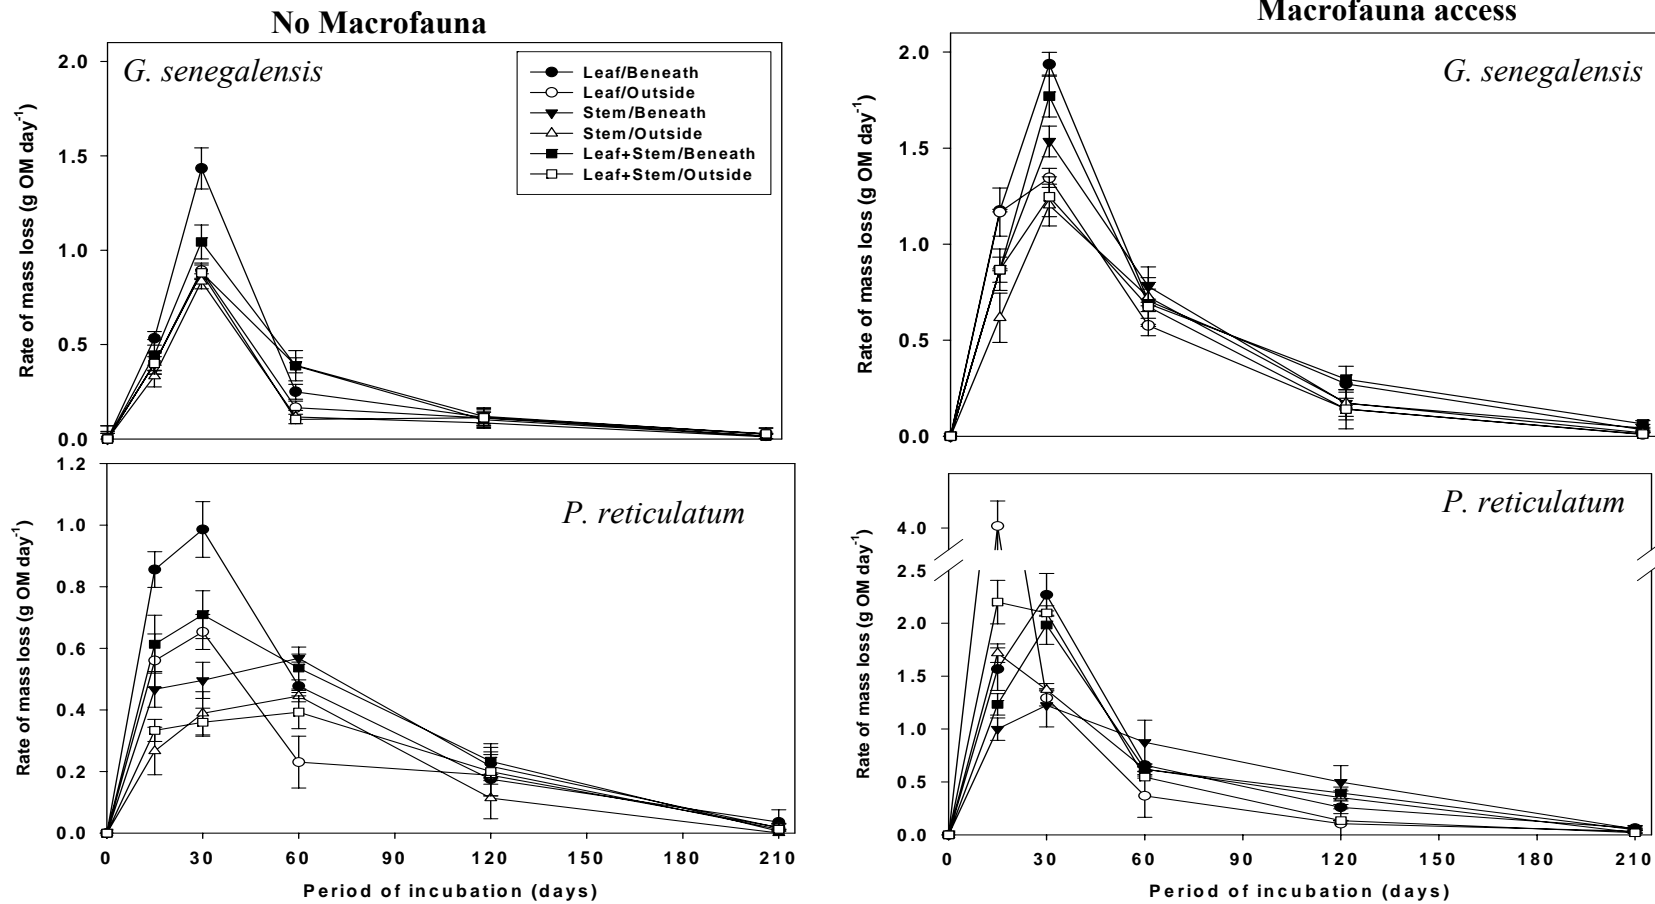 No Macrofauna
Macrofauna access
G. senegalensis
Leaf/Beneath
Leaf/Outside
Stem/Beneath
Stem/Outside
Leaf+Stem/Beneath
Leaf+Stem/Outside
Rate of mass loss (g OM day⁻¹)
2.0
1.5
1.0
0.5
0.0
G. senegalensis
Rate of mass loss (g OM day⁻¹)
2.0
1.5
1.0
0.5
0.0
P. reticulatum
Rate of mass loss (g OM day⁻¹)
1.2
1.0
0.8
0.6
0.4
0.2
0.0
0 30 60 90 120 150 180 210
Period of incubation (days)
P. reticulatum
Rate of mass loss (g OM day⁻¹)
4.0
2.5
2.0
1.5
1.0
0.5
0.0
0 30 60 90 120 150 180 210
Period of incubation (days)